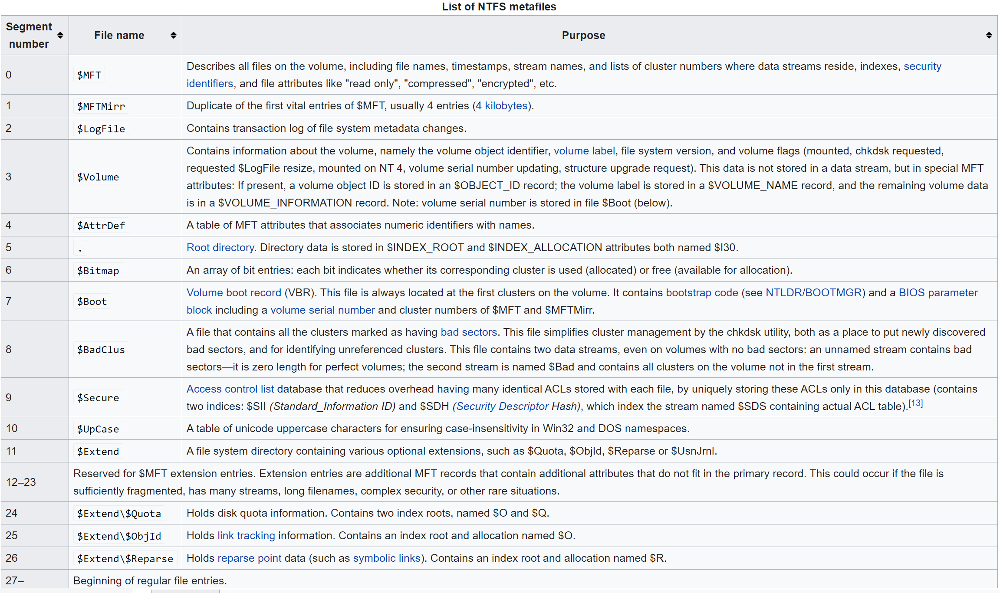 List of NTFS metafiles
Segment number File name Purpose
0 $MFT Describes all files on the volume, including file names, timestamps, stream names, and lists of cluster numbers where data streams reside, indexes, security
identifiers, and file attributes like "read only", "compressed", "encrypted", etc.
1 $MFTMirr Duplicate of the first vital entries of $MFT, usually 4 entries (4 kilobytes).
2 $LogFile Contains transaction log of file system metadata changes.
3 $Volume Contains information about the volume, namely the volume object identifier, volume label, file system version, and volume flags (mounted, chkdsk requested,
requested $LogFile resize, mounted on NT 4, volume serial number updating, structure upgrade request). This data is not stored in a data stream, but in special MFT
attributes: If present, a volume object ID is stored in an $OBJECT_ID record; the volume label is stored in a $VOLUME_NAME record, and the remaining volume data
is in a $VOLUME_INFORMATION record. Note: volume serial number is stored in file $Boot (below).
4 $AttrDef A table of MFT attributes that associates numeric identifiers with names.
5 . Root directory. Directory data is stored in $INDEX_ROOT and $INDEX_ALLOCATION attributes both named $I30.
6 $Bitmap An array of bit entries: each bit indicates whether its corresponding cluster is used (allocated) or free (available for allocation).
7 $Boot Volume boot record (VBR). This file is always located at the first clusters on the volume. It contains bootstrap code (see NTLDR/BOOTMGR) and a BIOS parameter
block including a volume serial number and cluster numbers of $MFT and $MFTMirr.
8 $BadClus A file that contains all the clusters marked as having bad sectors. This file simplifies cluster management by the chkdsk utility, both as a place to put newly discovered
bad sectors, and for identifying unreferenced clusters. This file contains two data streams, even on volumes with no bad sectors: an unnamed stream contains bad
sectors—it is zero length for perfect volumes; the second stream is named $Bad and contains all clusters on the volume not in the first stream.
9 $Secure Access control list database that reduces overhead having many identical ACLs stored with each file, by uniquely storing these ACLs only in this database (contains
two indices: $SII (Standard_Information ID) and $SDH (Security Descriptor Hash), which index the stream named $SDS containing actual ACL table).[13]
10 $UpCase A table of unicode uppercase characters for ensuring case-insensitivity in Win32 and DOS namespaces.
11 $Extend A file system directory containing various optional extensions, such as $Quota, $ObjId, $Reparse or $UsnJrnl.
12–23 Reserved for $MFT extension entries. Extension entries are additional MFT records that contain additional attributes that do not fit in the primary record. This could occur if the file is
sufficiently fragmented, has many streams, long filenames, complex security, or other rare situations.
24 $Extend\$Quota Holds disk quota information. Contains two index roots, named $O and $Q.
25 $Extend\$ObjId Holds link tracking information. Contains an index root and allocation named $O.
26 $Extend\$Reparse Holds reparse point data (such as symbolic links). Contains an index root and allocation named $R.
27– Beginning of regular file entries.